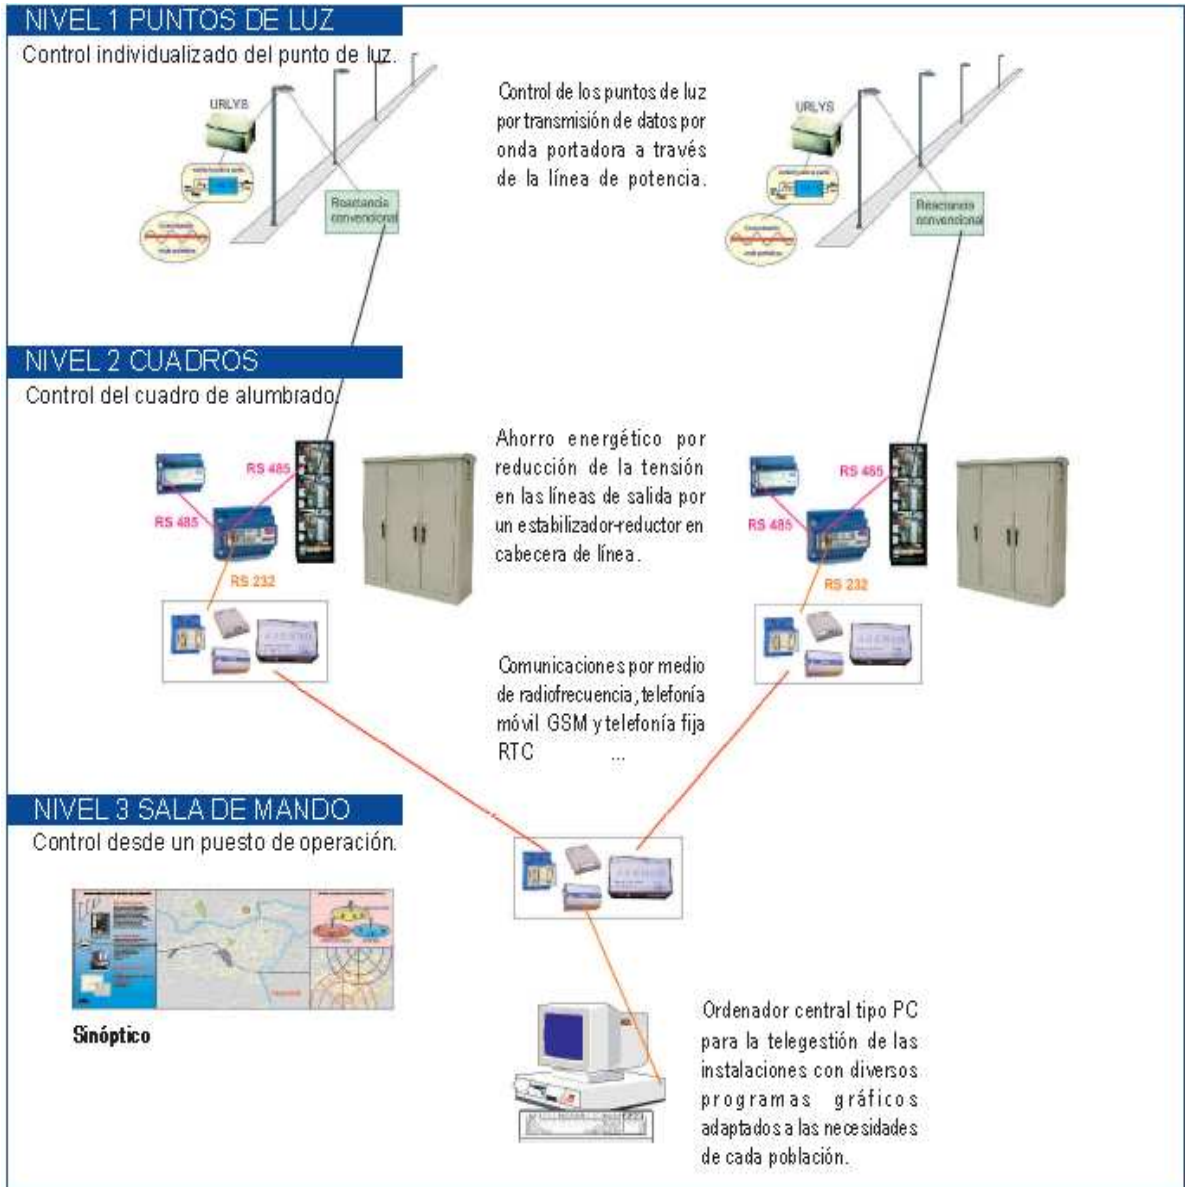 NIVEL 1 PUNTOS DE LUZ
Control individualizado del punto de luz.
URLYS
Reactancia
convencional
Control de los puntos de luz
por transmisión de datos por
onda portadora a través
de la línea de potencia.
URLYS
Reactancia
convencional
NIVEL 2 CUADROS
Control del cuadro de alumbrado.
RS 485
RS 485
RS 232
Ahorro energético por
reducción de la tensión
en las líneas de salida por
un estabilizador-reductor en
cabecera de línea.
RS 485
RS 485
RS 232
Comunicaciones por medio
de radiofrecuencia, telefonía
móvil GSM y telefonía fija
RTC ...
NIVEL 3 SALA DE MANDO
Control desde un puesto de operación.
Sinóptico
Ordenador central tipo PC
para la telegestión de las
instalaciones con diversos
programas gráficos
adaptados a las necesidades
de cada población.